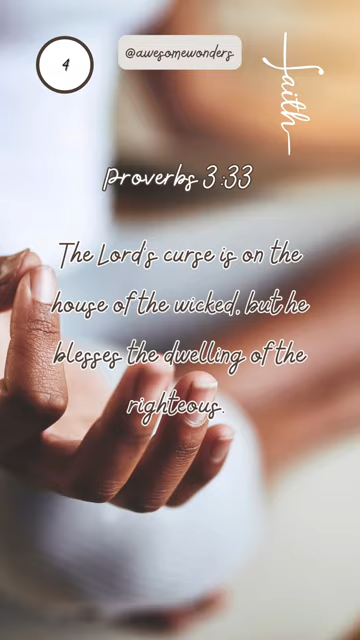 4
@awesomewonders
faith
Proverbs 3:33
The Lord's curse is on the
house of the wicked, but he
blesses the dwelling of the
righteous.